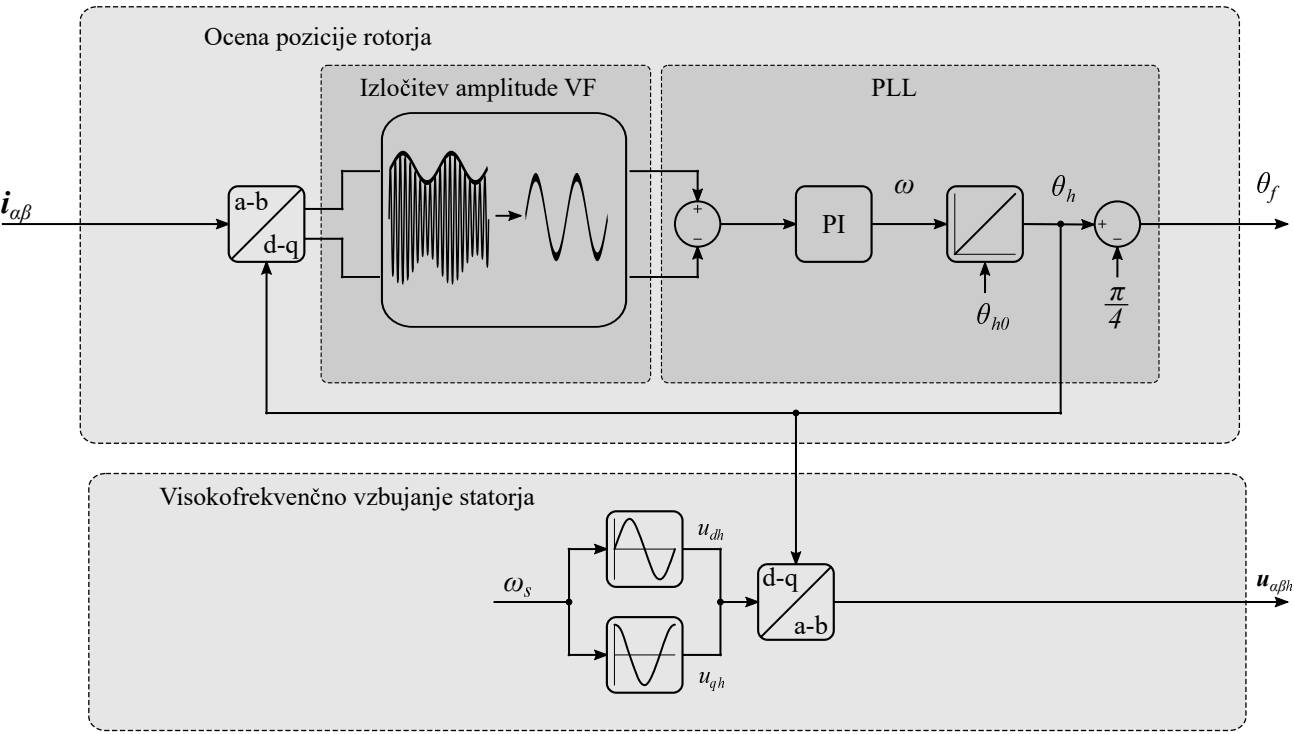 Ocena pozicije rotorja
Izločitev amplitude VF
PLL
i_αβ
a-b
d-q
+
−
PI
ω
θ_h0
θ_h
+
−
π
4
θ_f
Visokofrekvenčno vzbujanje statorja
ω_s
u_dh
u_qh
d-q
a-b
u_αβh